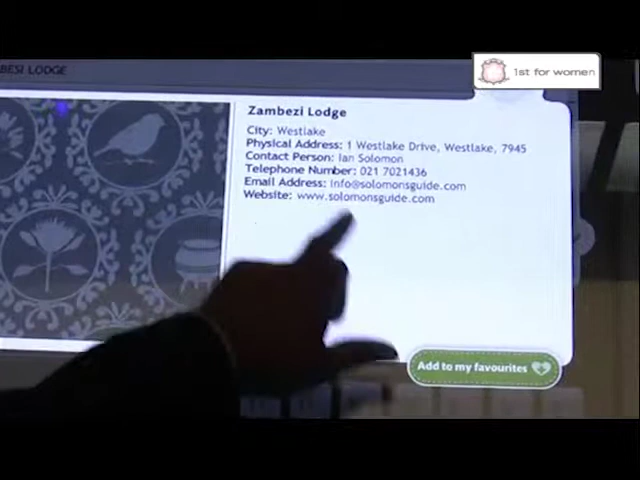 BESI LODGE
1st for women
Zambezi Lodge
City: Westlake
Physical Address: 1 Westlake Drive, Westlake, 7945
Contact Person: Ian Solomon
Telephone Number: 021 7021436
Email Address: info@solomonsguide.com
Website: www.solomonsguide.com
Add to my favourites